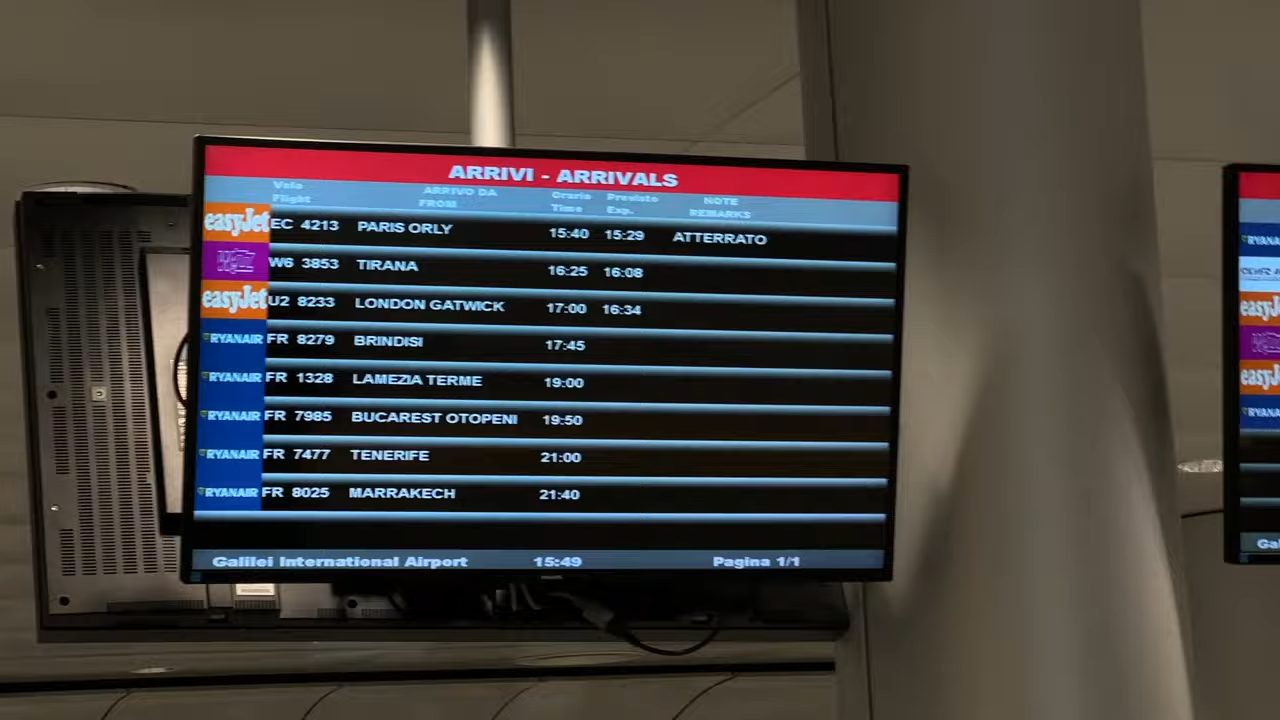 ARRIVI - ARRIVALS
Volo ARRIVO DA Orario Previsto NOTE
Flight FROM Time Exp. REMARKS
easyJet EC 4213 PARIS ORLY 15:40 15:29 ATTERRATO
W6 3853 TIRANA 16:25 16:08
easyJet U2 8233 LONDON GATWICK 17:00 16:34
RYANAIR FR 8279 BRINDISI 17:45
RYANAIR FR 1328 LAMEZIA TERME 19:00
RYANAIR FR 7985 BUCAREST OTOPENI 19:50
RYANAIR FR 7477 TENERIFE 21:00
RYANAIR FR 8025 MARRAKECH 21:40
Galilei International Airport 15:49 Pagina 1/1